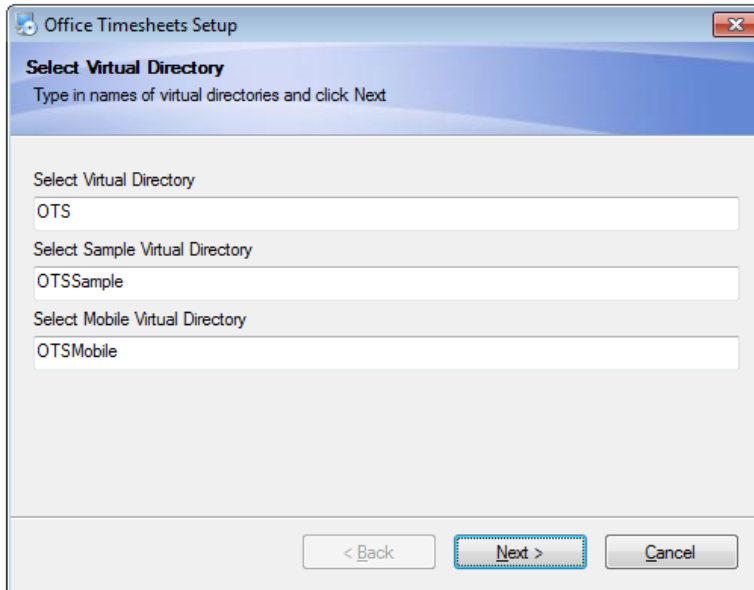 Office Timesheets Setup
Select Virtual Directory
Type in names of virtual directories and click Next
Select Virtual Directory
OTS
Select Sample Virtual Directory
OTSSample
Select Mobile Virtual Directory
OTSMobile
< Back Next > Cancel